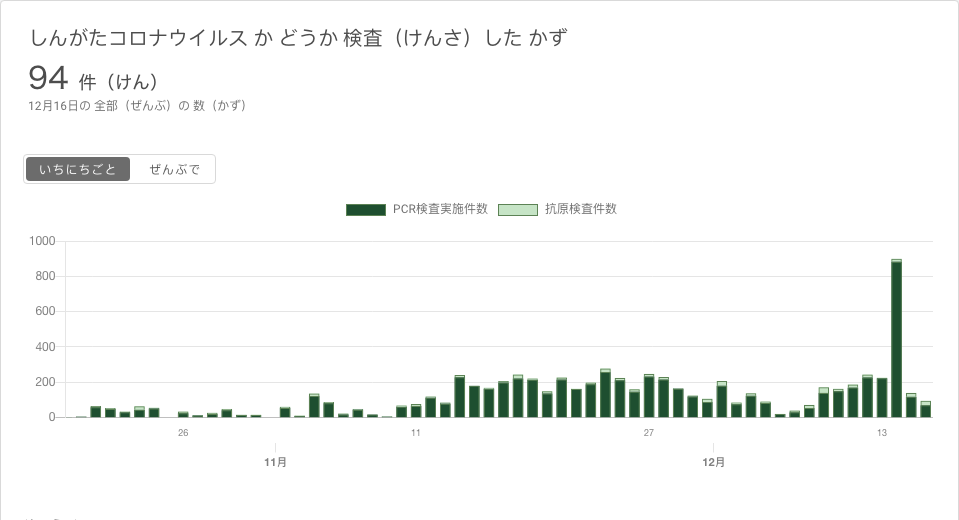 しんがたコロナウイルス か どうか 検査（けんさ）した かず
94 件（けん）
12月16日の 全部（ぜんぶ）の 数（かず）
いちにちごと ぜんぶで
PCR検査実施件数 抗原検査件数
1000
800
600
400
200
0
26 11 27 13
11月 12月